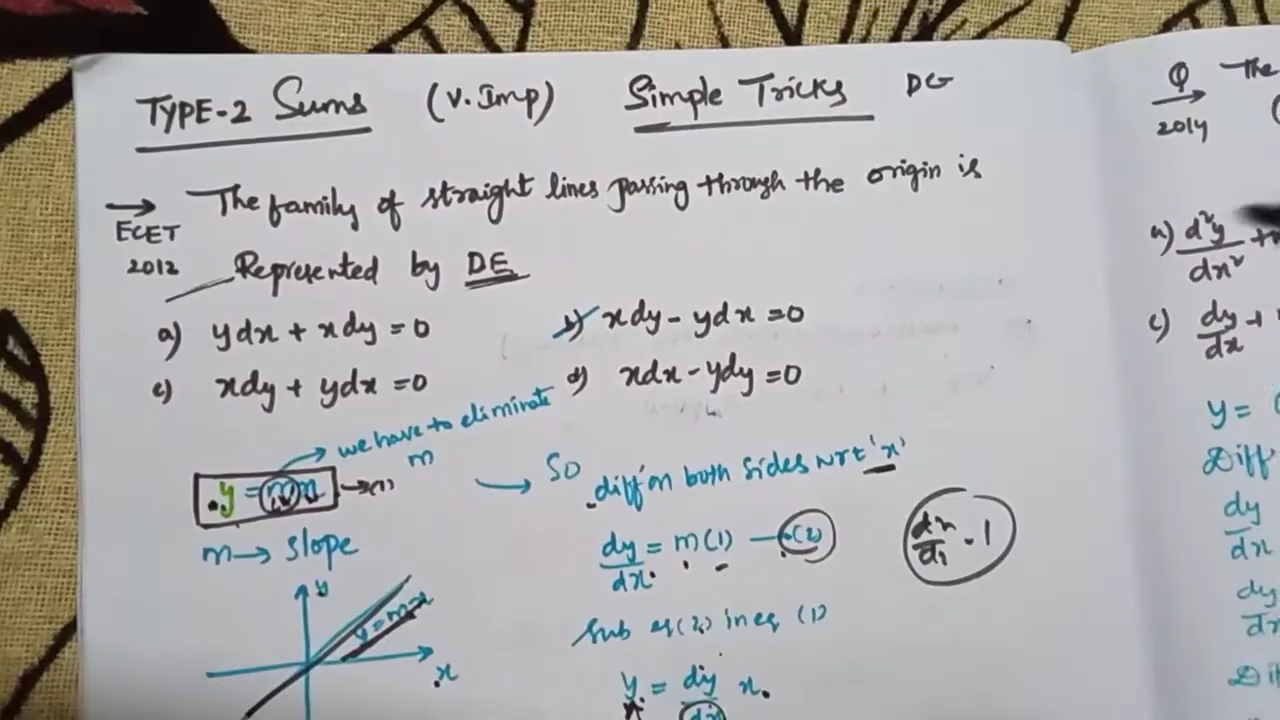 TYPE-2 Sums (V. Imp) Simple Tricks DG
→ The family of straight lines passing through the origin is
ECET
2012
Represented by DE
a) ydx + xdy = 0 b) xdy - ydx = 0
c) xdy + ydx = 0 d) xdx - ydy = 0
→ we have to eliminate
m
y = mx → (1)
m → slope
y
y = mx
x
→ So diff'n on both sides wrt 'x'
dy/dx = m(1) — (2)
dx/dx = 1
Sub eq(2) in eq (1)
y = dy/dx x
Q The
→
2014
a) d²y/dx² +
c) dy/dx +
y =
Diff
dy/dx
dy/dx